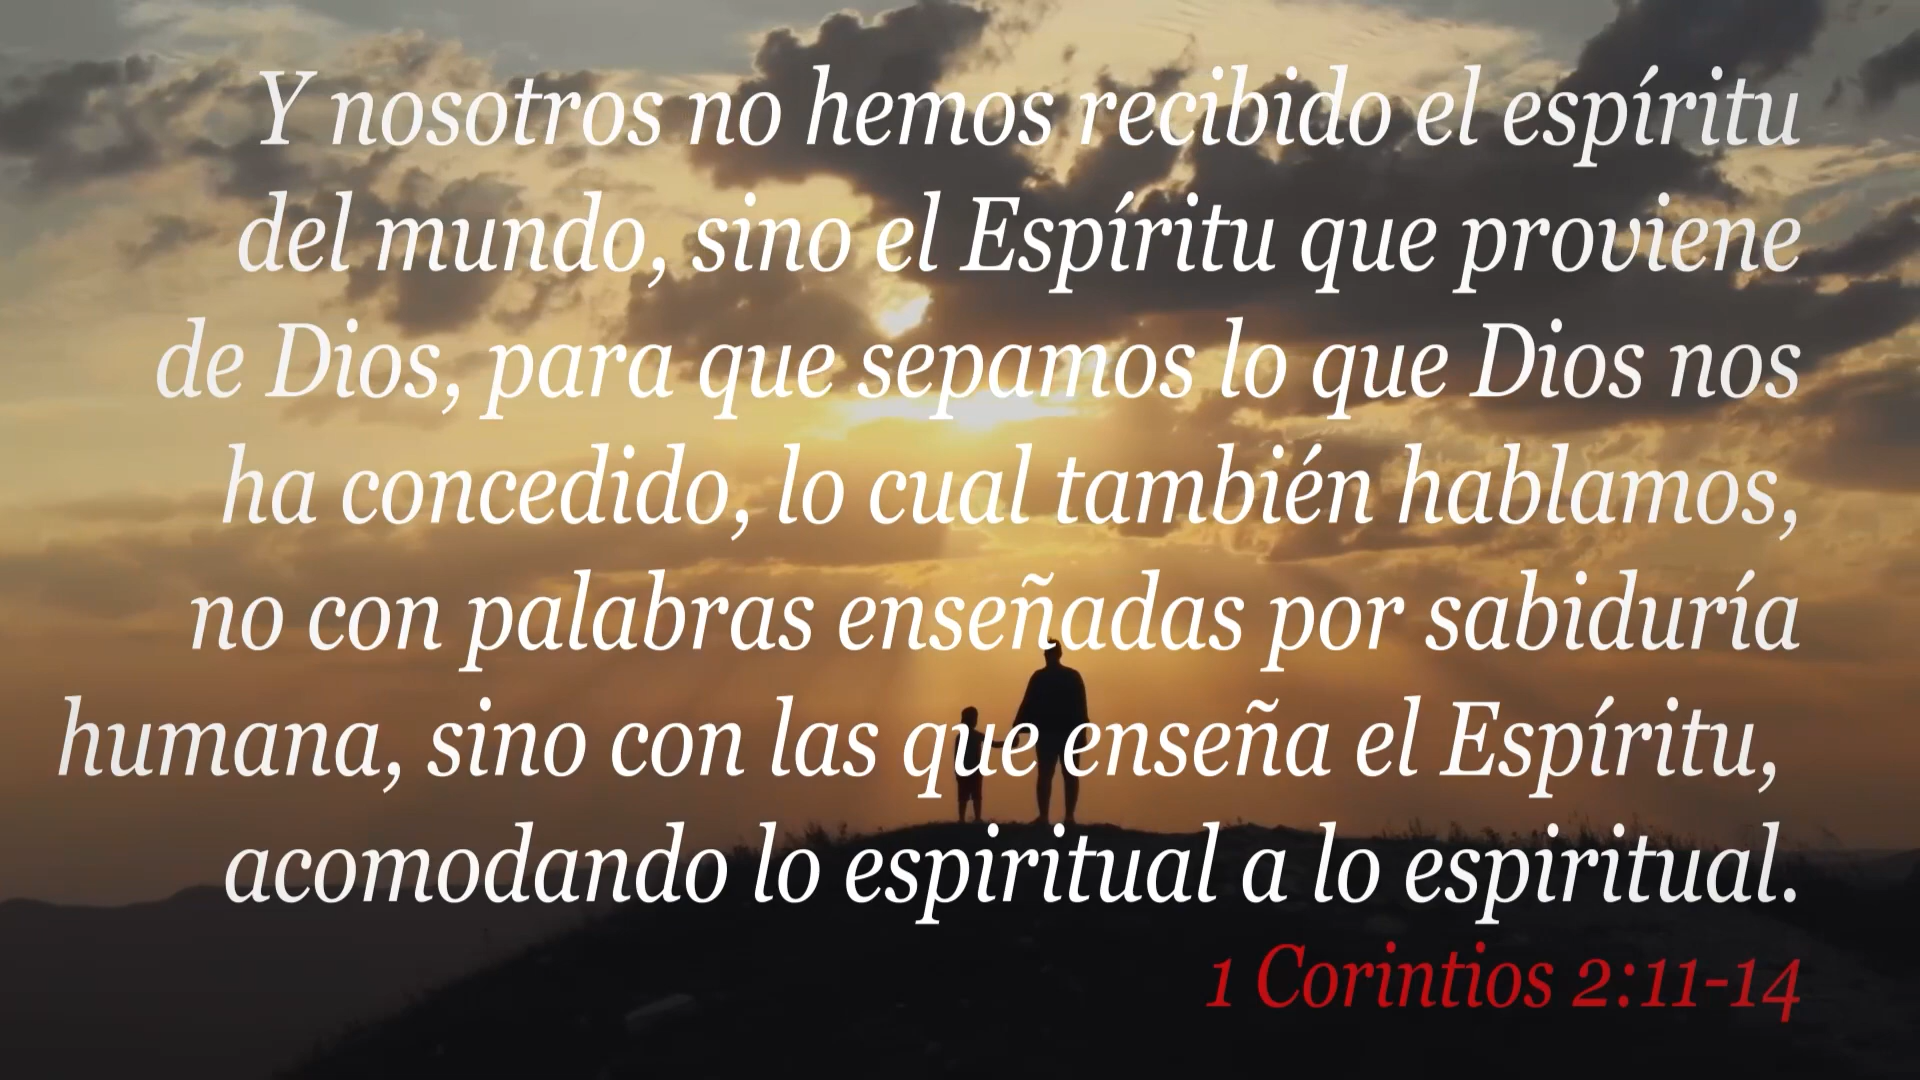 Y nosotros no hemos recibido el espíritu
del mundo, sino el Espíritu que proviene
de Dios, para que sepamos lo que Dios nos
ha concedido, lo cual también hablamos,
no con palabras enseñadas por sabiduría
humana, sino con las que enseña el Espíritu,
acomodando lo espiritual a lo espiritual.
1 Corintios 2:11-14